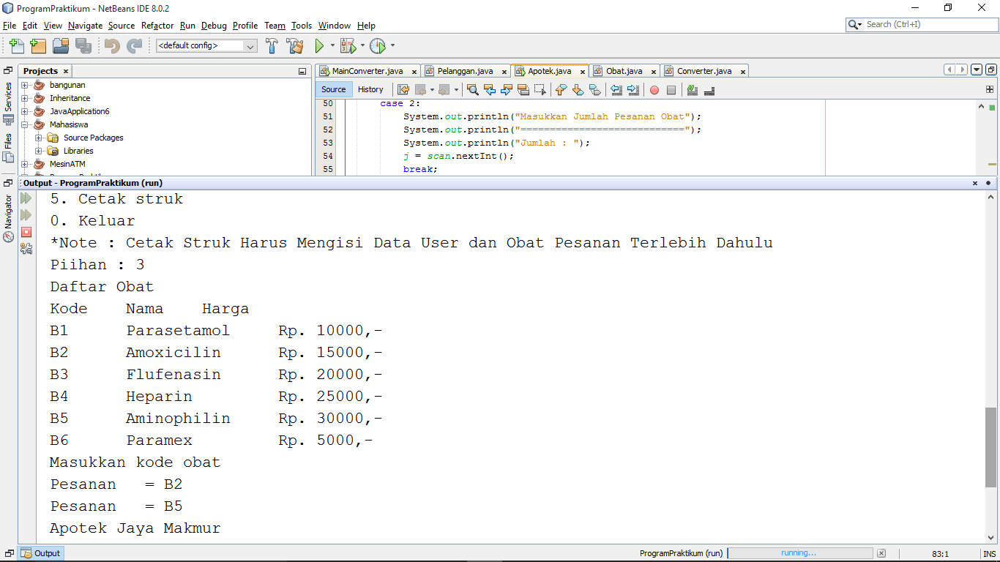 ProgramPraktikum - NetBeans IDE 8.0.2
File Edit View Navigate Source Refactor Run Debug Profile Team Tools Window Help
Search (Ctrl+I)
<default config>
Projects
MainConverter.java Pelanggan.java Apotek.java Obat.java Converter.java
Services
Files
Navigator
bangunan
Inheritance
JavaApplication6
Mahasiswa
Source Packages
Libraries
MesinATM
Source History
50 case 2:
51 System.out.println("Masukkan Jumlah Pesanan Obat");
52 System.out.println("============================");
53 System.out.println("Jumlah : ");
54 j = scan.nextInt();
55 break;
Output - ProgramPraktikum (run)
5. Cetak struk
0. Keluar
*Note : Cetak Struk Harus Mengisi Data User dan Obat Pesanan Terlebih Dahulu
Piihan : 3
Daftar Obat
Kode Nama Harga
B1 Parasetamol Rp. 10000,-
B2 Amoxicilin Rp. 15000,-
B3 Flufenasin Rp. 20000,-
B4 Heparin Rp. 25000,-
B5 Aminophilin Rp. 30000,-
B6 Paramex Rp. 5000,-
Masukkan kode obat
Pesanan = B2
Pesanan = B5
Apotek Jaya Makmur
Output
ProgramPraktikum (run) running... 83:1 INS